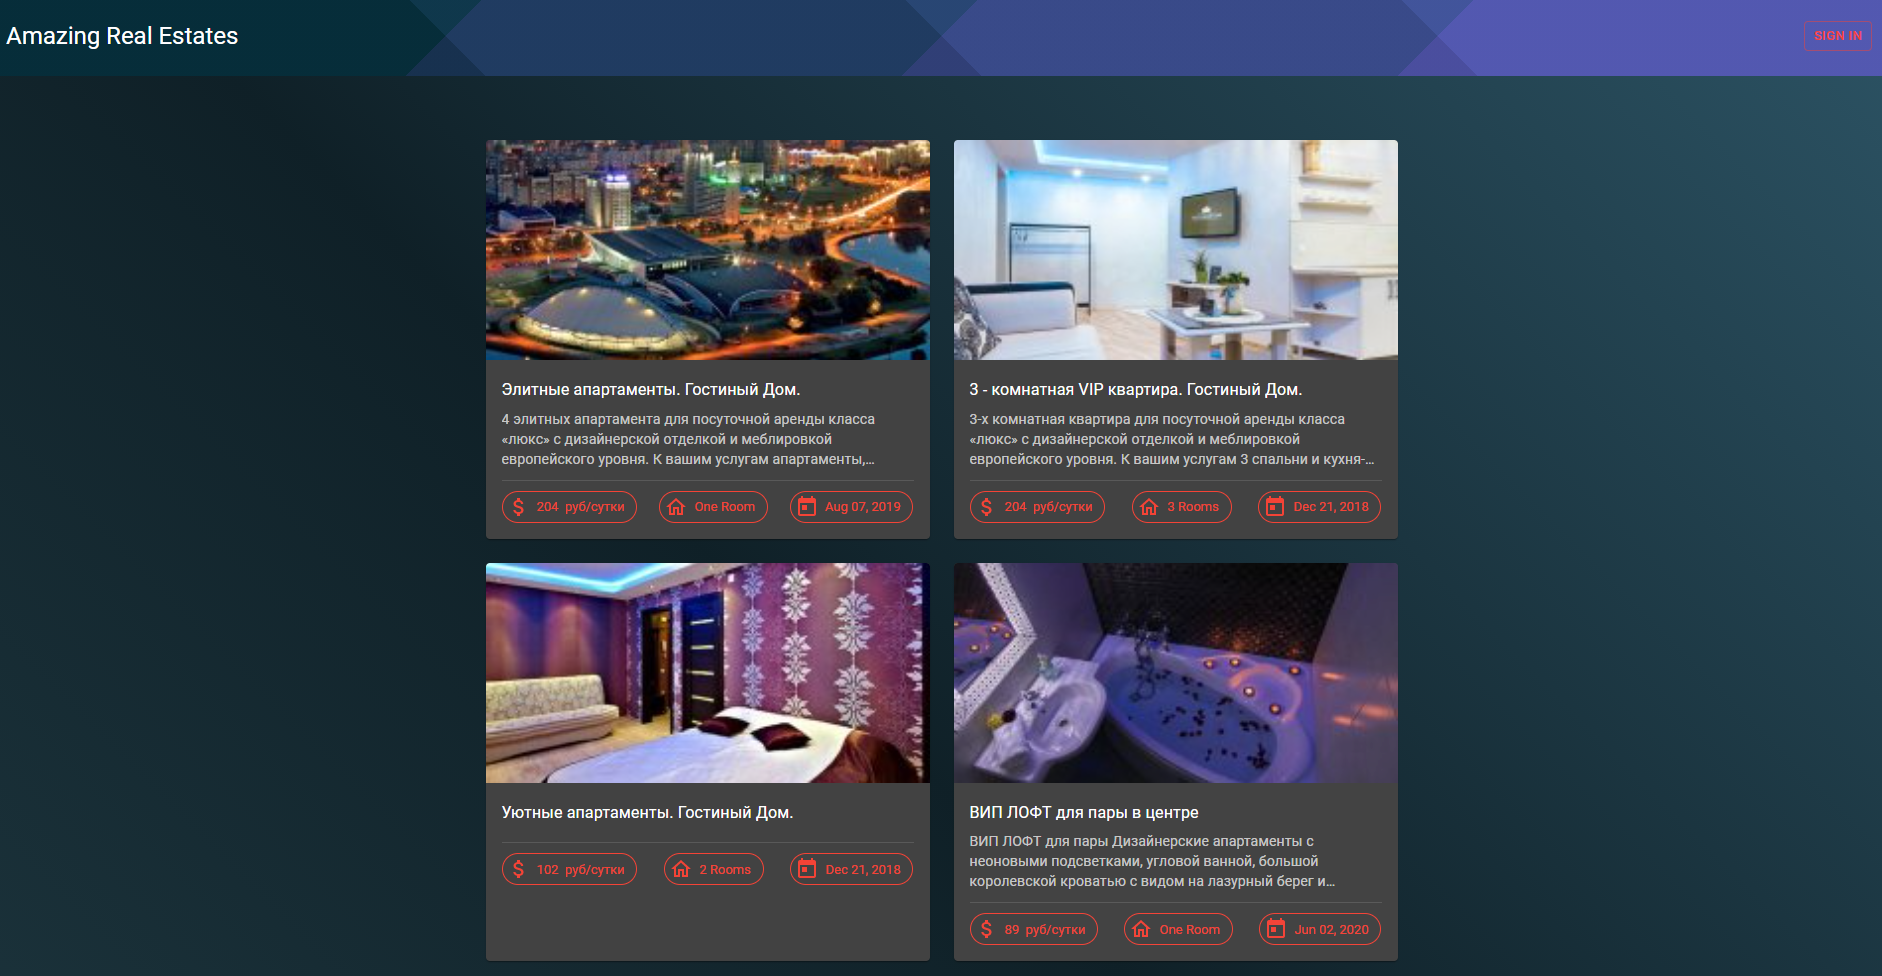 Amazing Real Estates
SIGN IN
Элитные апартаменты. Гостиный Дом.
4 элитных апартамента для посуточной аренды класса
«люкс» с дизайнерской отделкой и меблировкой
европейского уровня. К вашим услугам апартаменты,...
204 руб/сутки
One Room
Aug 07, 2019
3 - комнатная VIP квартира. Гостиный Дом.
3-х комнатная квартира для посуточной аренды класса
«люкс» с дизайнерской отделкой и меблировкой
европейского уровня. К вашим услугам 3 спальни и кухня-...
204 руб/сутки
3 Rooms
Dec 21, 2018
Уютные апартаменты. Гостиный Дом.
102 руб/сутки
2 Rooms
Dec 21, 2018
ВИП ЛОФТ для пары в центре
ВИП ЛОФТ для пары Дизайнерские апартаменты с
неоновыми подсветками, угловой ванной, большой
королевской кроватью с видом на лазурный берег и...
89 руб/сутки
One Room
Jun 02, 2020